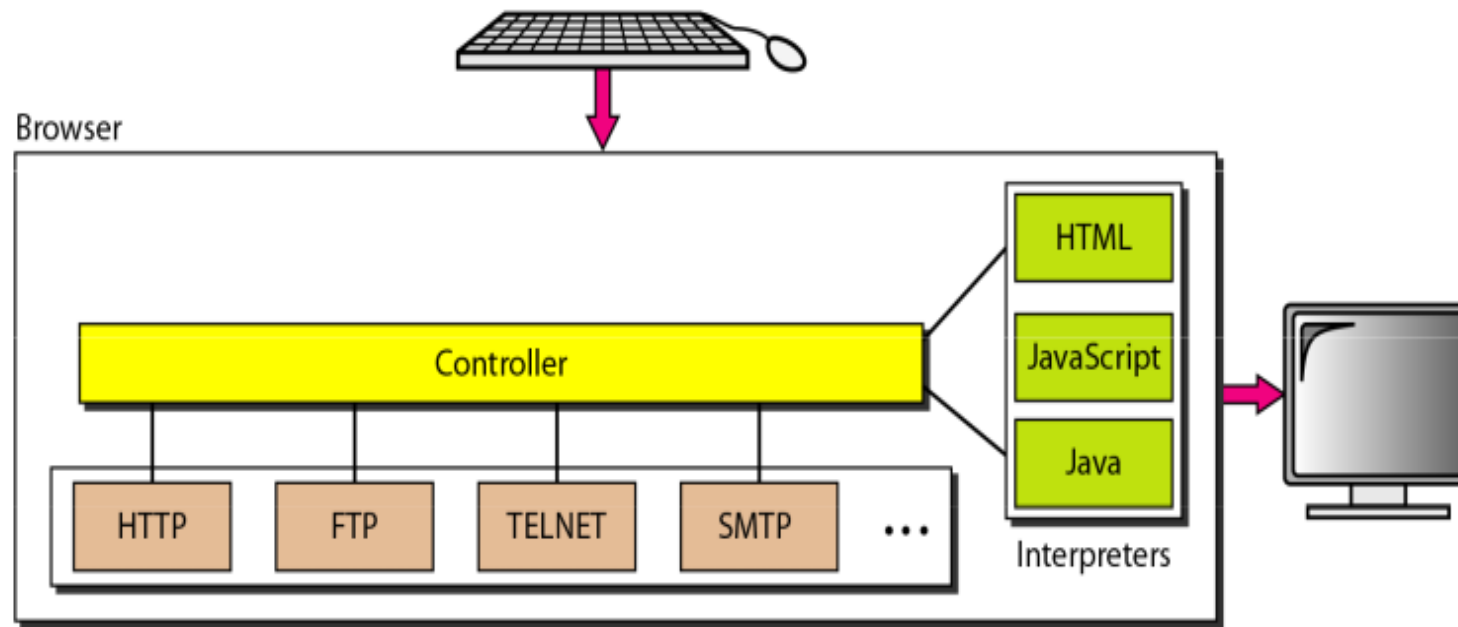 Browser
HTML
Controller
JavaScript
Java
HTTP
FTP
TELNET
SMTP
...
Interpreters